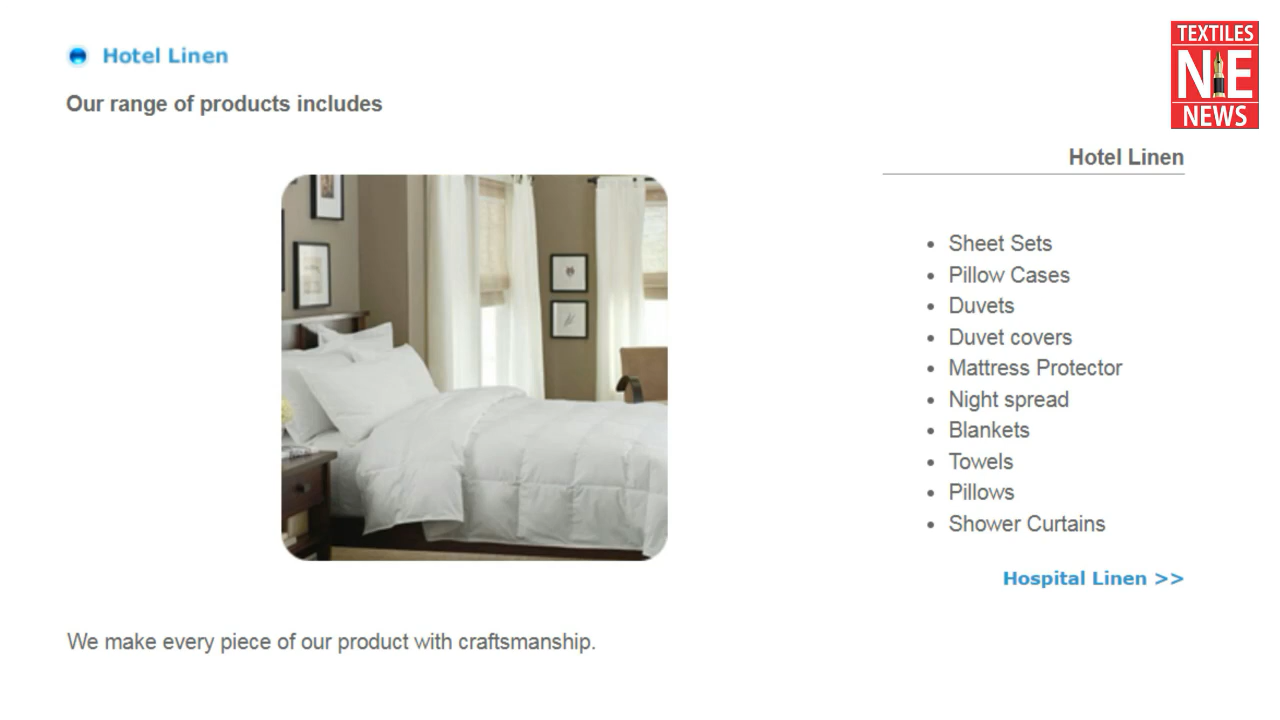 Hotel Linen
Our range of products includes
TEXTILES
NE
NEWS
Hotel Linen
Sheet Sets
Pillow Cases
Duvets
Duvet covers
Mattress Protector
Night spread
Blankets
Towels
Pillows
Shower Curtains
Hospital Linen >>
We make every piece of our product with craftsmanship.